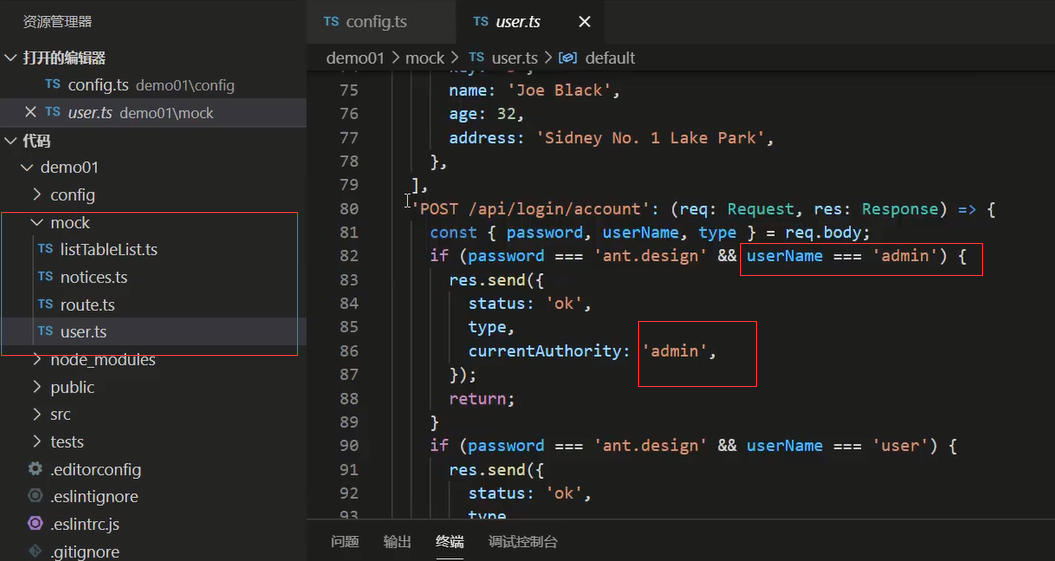 资源管理器
打开的编辑器
TS config.ts demo01\config
TS user.ts demo01\mock
代码
demo01
config
mock
TS listTableList.ts
TS notices.ts
TS route.ts
TS user.ts
node_modules
public
src
tests
.editorconfig
.eslintignore
.eslintrc.js
.gitignore
TS config.ts TS user.ts
demo01 > mock > TS user.ts > default
75 name: 'Joe Black',
76 age: 32,
77 address: 'Sidney No. 1 Lake Park',
78 },
79 ],
80 'POST /api/login/account': (req: Request, res: Response) => {
81 const { password, userName, type } = req.body;
82 if (password === 'ant.design' && userName === 'admin') {
83 res.send({
84 status: 'ok',
85 type,
86 currentAuthority: 'admin',
87 });
88 return;
89 }
90 if (password === 'ant.design' && userName === 'user') {
91 res.send({
92 status: 'ok',
93 type
问题 输出 终端 调试控制台